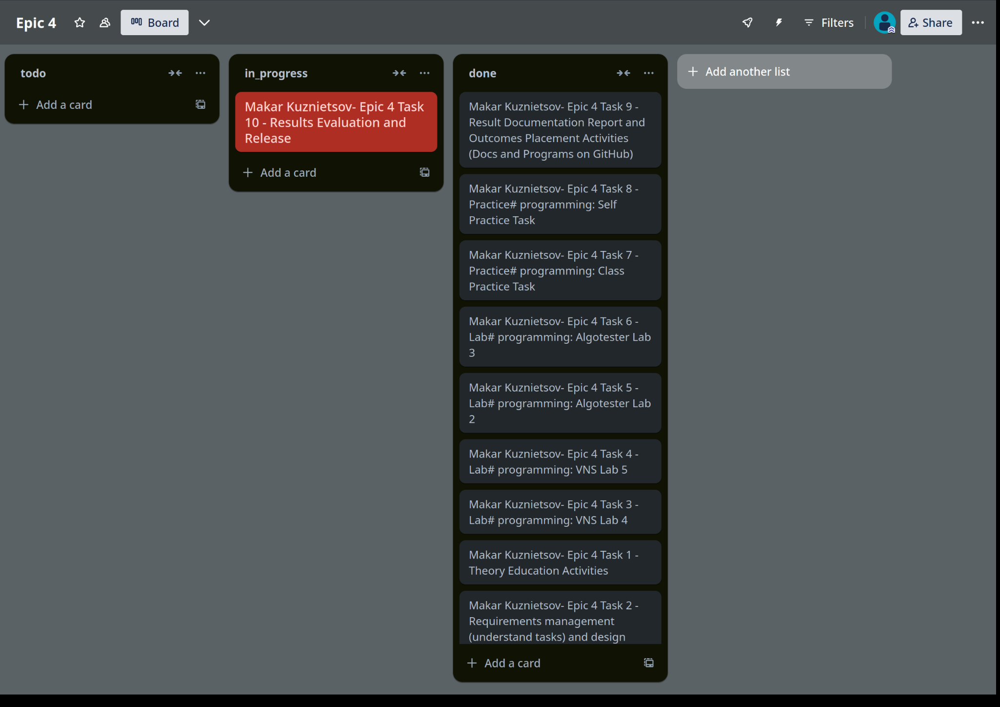 Epic 4
Board
Filters
Share
todo
Add a card
in_progress
Makar Kuznietsov- Epic 4 Task
10 - Results Evaluation and
Release
Add a card
done
Makar Kuznietsov- Epic 4 Task 9 -
Result Documentation Report and
Outcomes Placement Activities
(Docs and Programs on GitHub)
Makar Kuznietsov- Epic 4 Task 8 -
Practice# programming: Self
Practice Task
Makar Kuznietsov- Epic 4 Task 7 -
Practice# programming: Class
Practice Task
Makar Kuznietsov- Epic 4 Task 6 -
Lab# programming: Algotester Lab
3
Makar Kuznietsov- Epic 4 Task 5 -
Lab# programming: Algotester Lab
2
Makar Kuznietsov- Epic 4 Task 4 -
Lab# programming: VNS Lab 5
Makar Kuznietsov- Epic 4 Task 3 -
Lab# programming: VNS Lab 4
Makar Kuznietsov- Epic 4 Task 1 -
Theory Education Activities
Makar Kuznietsov- Epic 4 Task 2 -
Requirements management
(understand tasks) and design
Add a card
Add another list